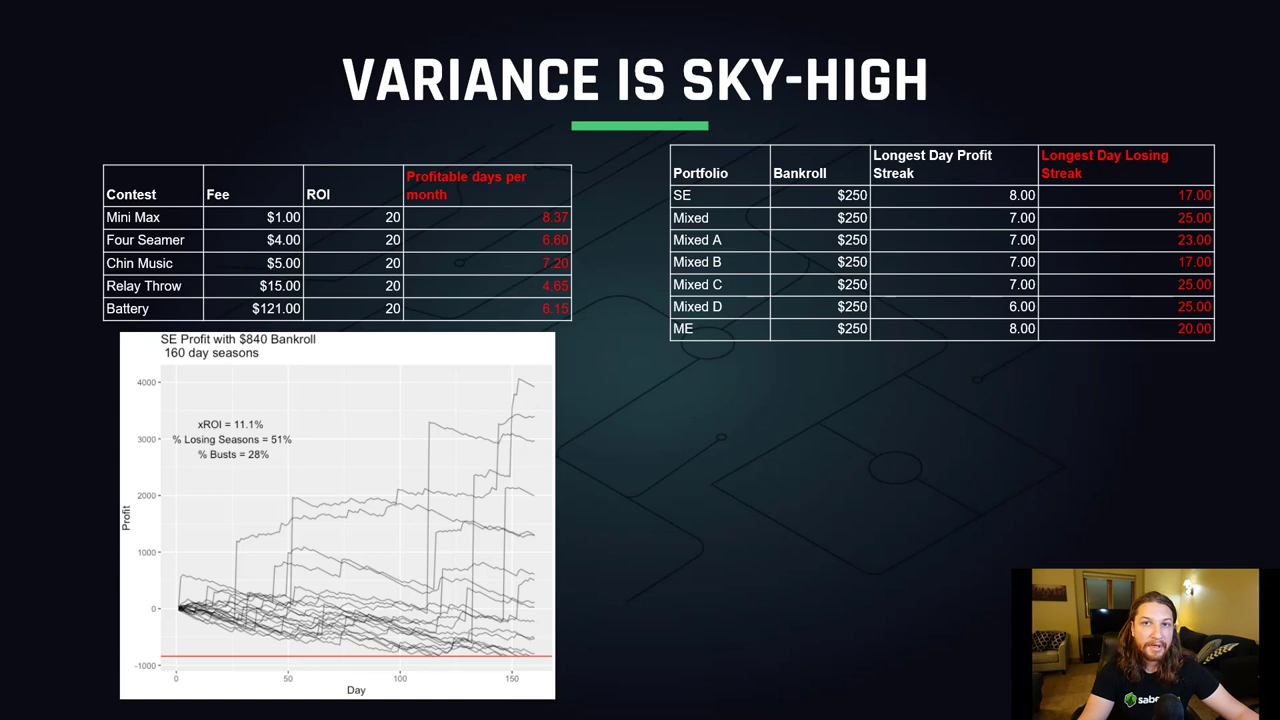 VARIANCE IS SKY-HIGH
Contest Fee ROI Profitable days per month
Mini Max $1.00 20 8.37
Four Seamer $4.00 20 6.60
Chin Music $5.00 20 7.20
Relay Throw $15.00 20 4.65
Battery $121.00 20 6.15
Portfolio Bankroll Longest Day Profit Streak Longest Day Losing Streak
SE $250 8.00 17.00
Mixed $250 7.00 25.00
Mixed A $250 7.00 23.00
Mixed B $250 7.00 17.00
Mixed C $250 7.00 25.00
Mixed D $250 6.00 25.00
ME $250 8.00 20.00
SE Profit with $840 Bankroll
160 day seasons
xROI = 11.1%
% Losing Seasons = 51%
% Busts = 28%
Profit
4000
3000
2000
1000
0
-1000
0 50 100 150
Day